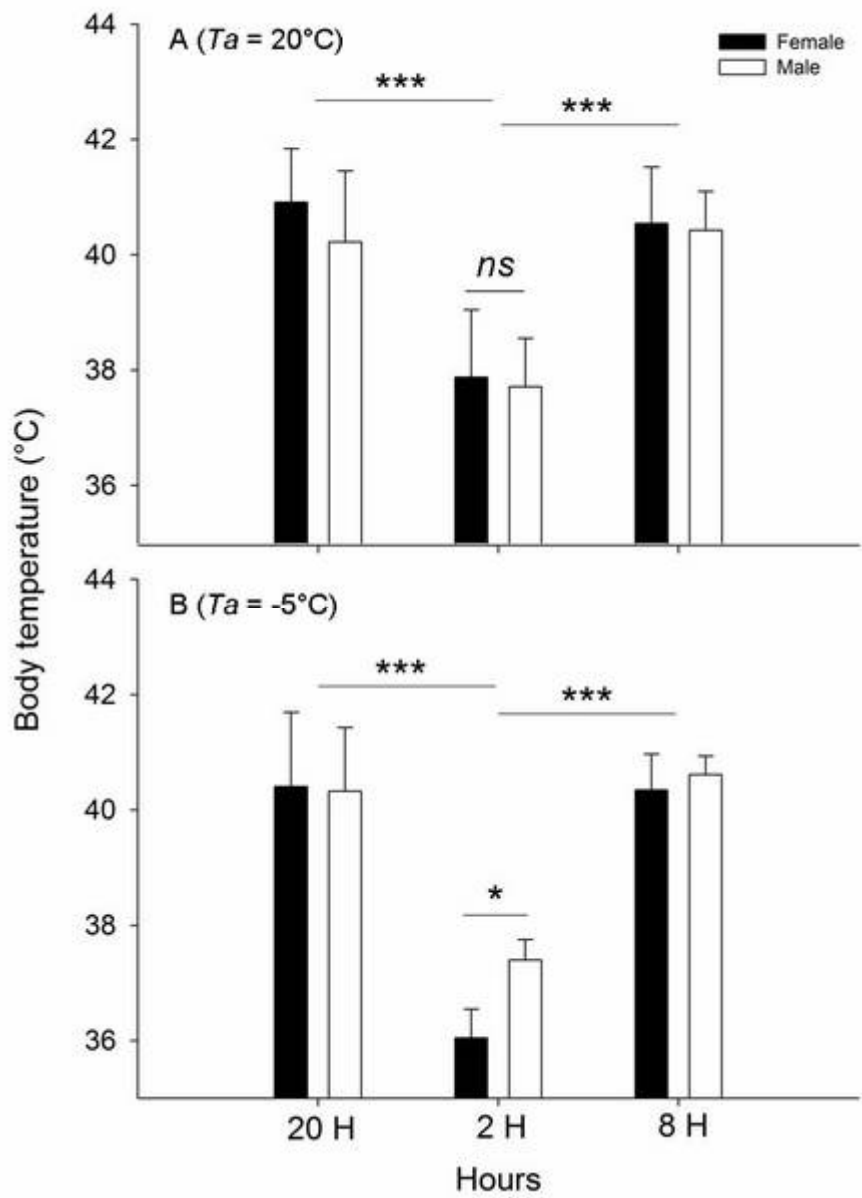 44
A (Ta = 20°C)
Female
Male
***
***
42
40
ns
38
36
Body temperature (°C)
44
B (Ta = -5°C)
***
***
42
40
*
38
36
20 H 2 H 8 H
Hours